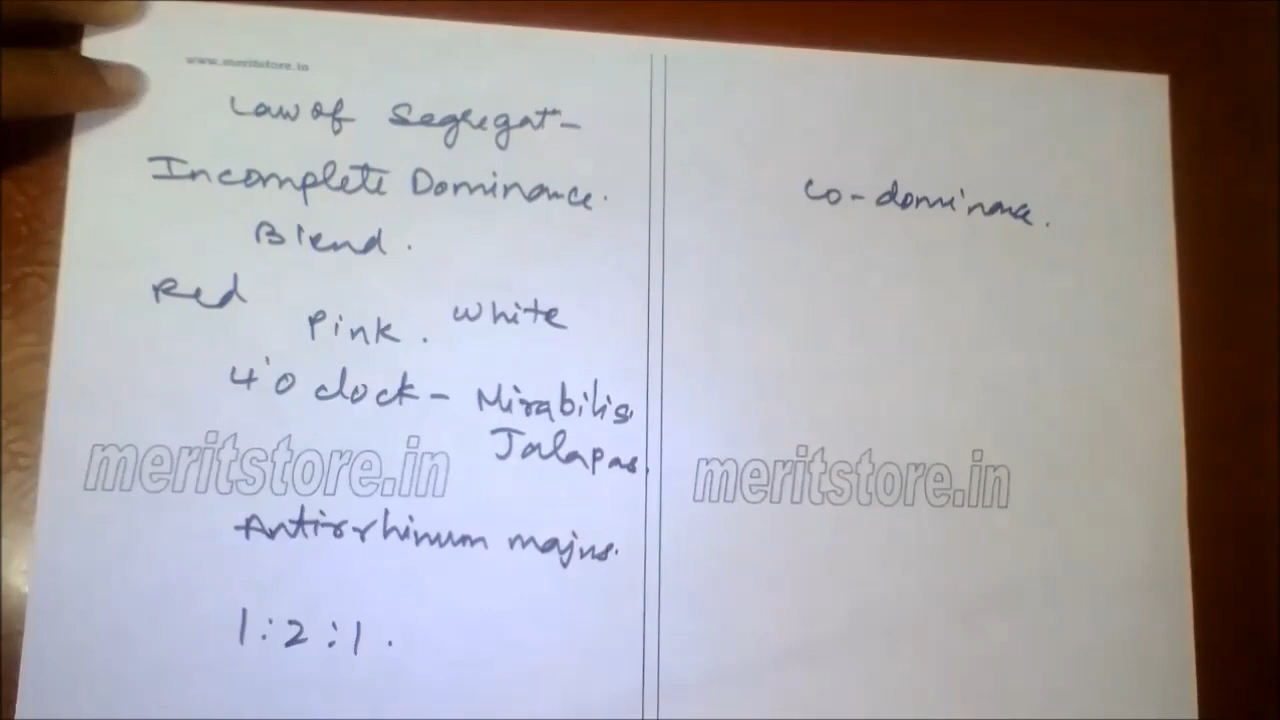 www.meritstore.in
Law of Segregat-
Incomplete Dominance.
Blend.
Red
Pink. White
4'o clock - Mirabilis
Jalapas.
meritstore.in
Antirrhinum majus.
1:2:1.
Co-dominance.
meritstore.in